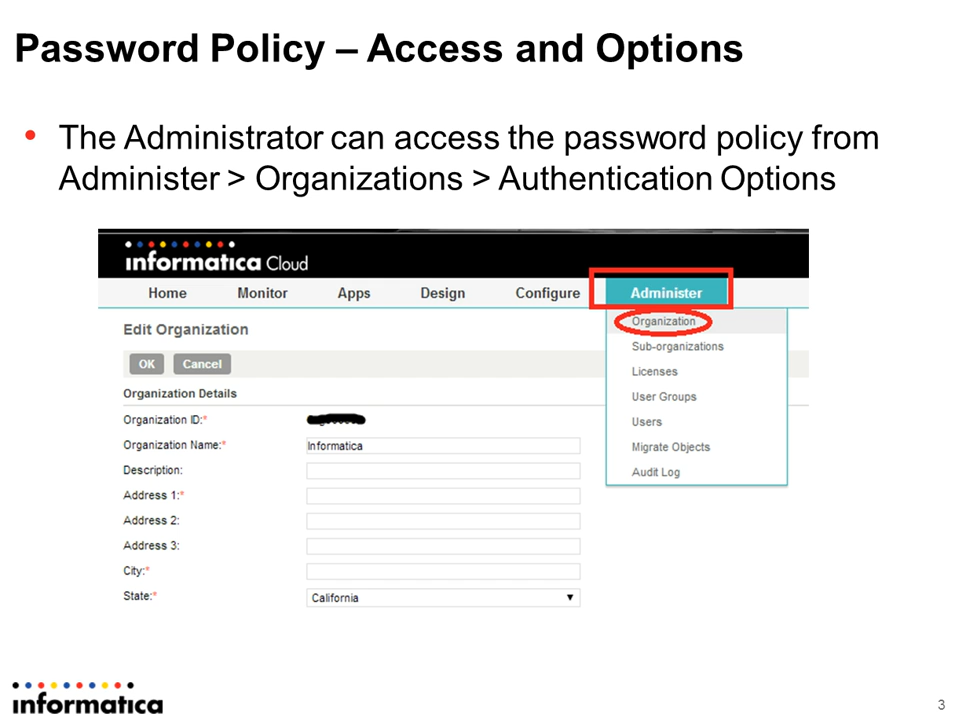 Password Policy – Access and Options
• The Administrator can access the password policy from
Administer > Organizations > Authentication Options
informatica Cloud
Home Monitor Apps Design Configure Administer
Organization
Sub-organizations
Licenses
User Groups
Users
Migrate Objects
Audit Log
Edit Organization
OK Cancel
Organization Details
Organization ID:*
Organization Name:* Informatica
Description:
Address 1:*
Address 2:
Address 3:
City:*
State:* California
informatica
3